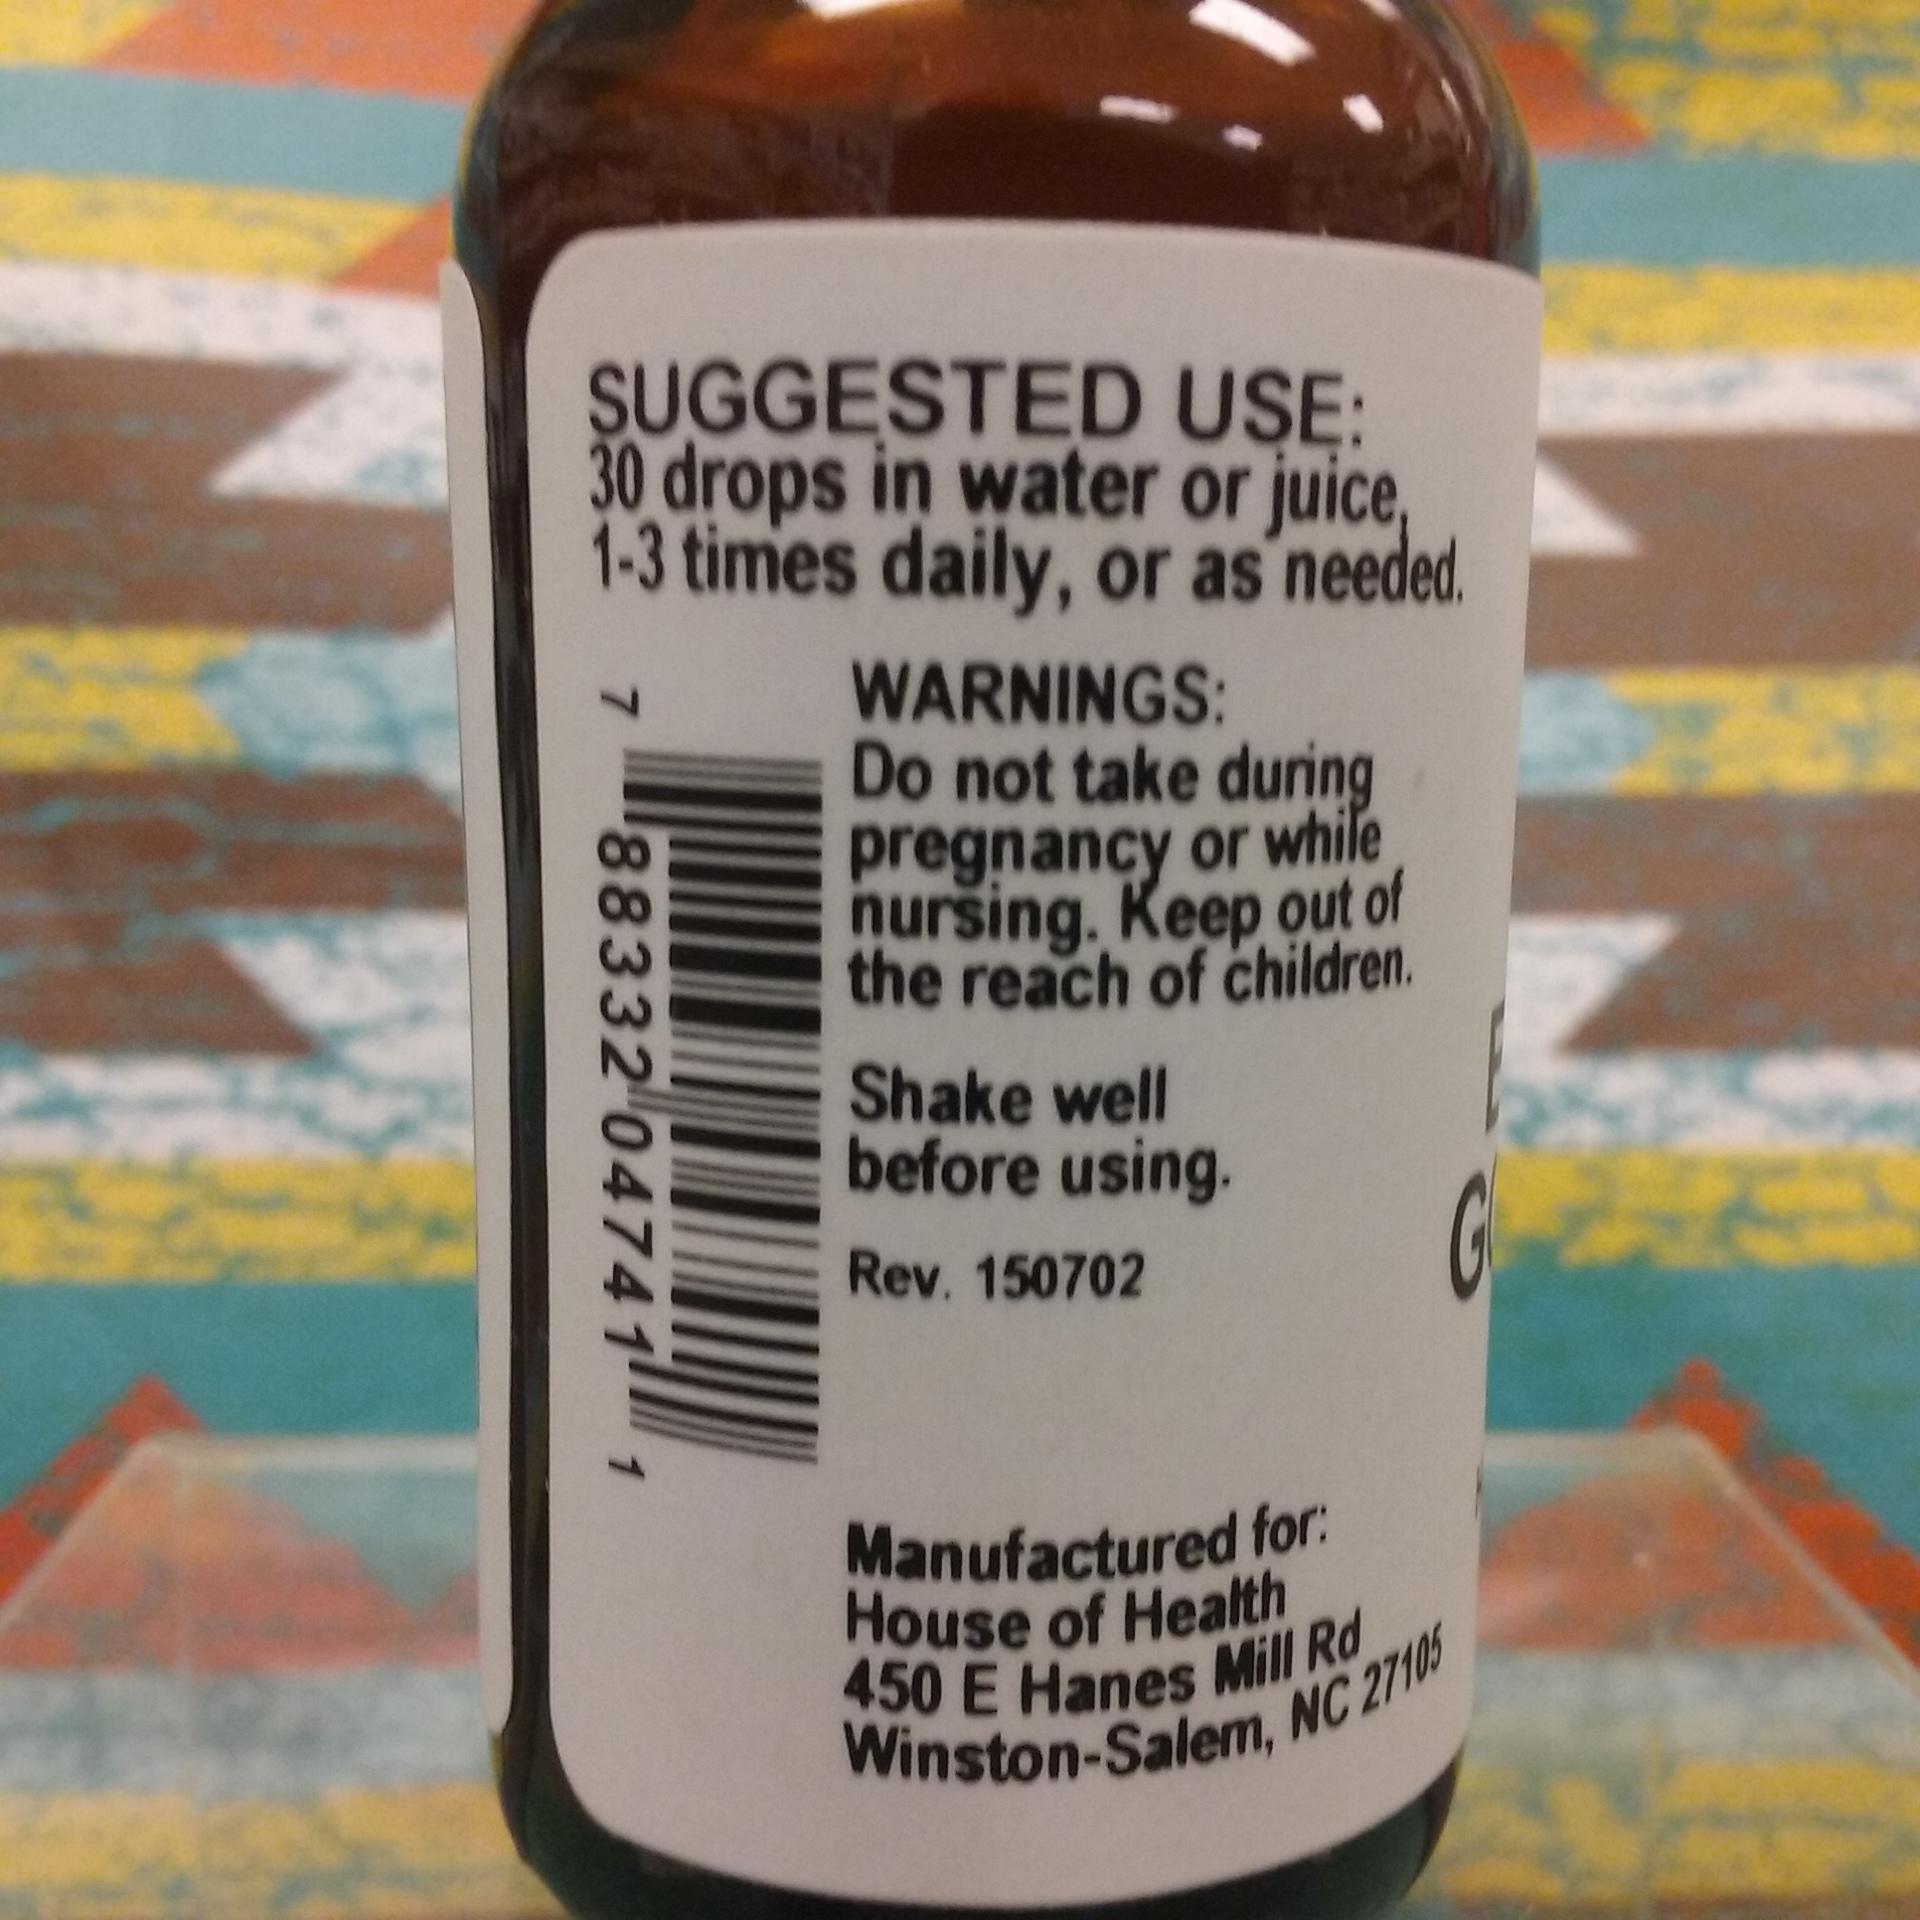 SUGGESTED USE:
30 drops in water or juice,
1-3 times daily, or as needed.
WARNINGS:
Do not take during
pregnancy or while
nursing. Keep out of
the reach of children.
Shake well
before using.
Rev. 150702
7 88332 04741 1
Manufactured for:
House of Health
450 E Hanes Mill Rd
Winston-Salem, NC 27105